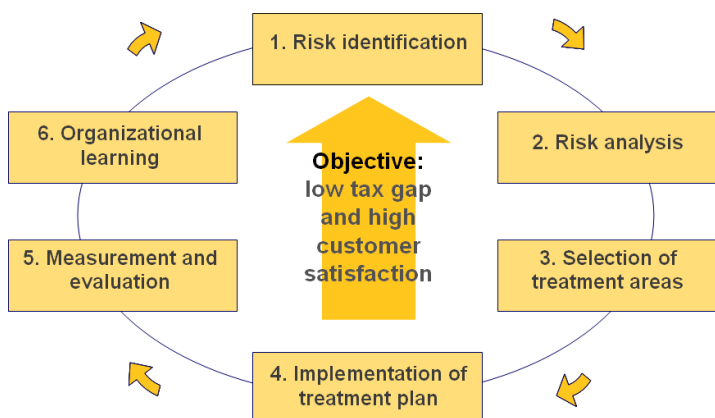 1. Risk identification
2. Risk analysis
3. Selection of
treatment areas
4. Implementation of
treatment plan
5. Measurement and
evaluation
6. Organizational
learning
Objective:
low tax gap
and high
customer
satisfaction